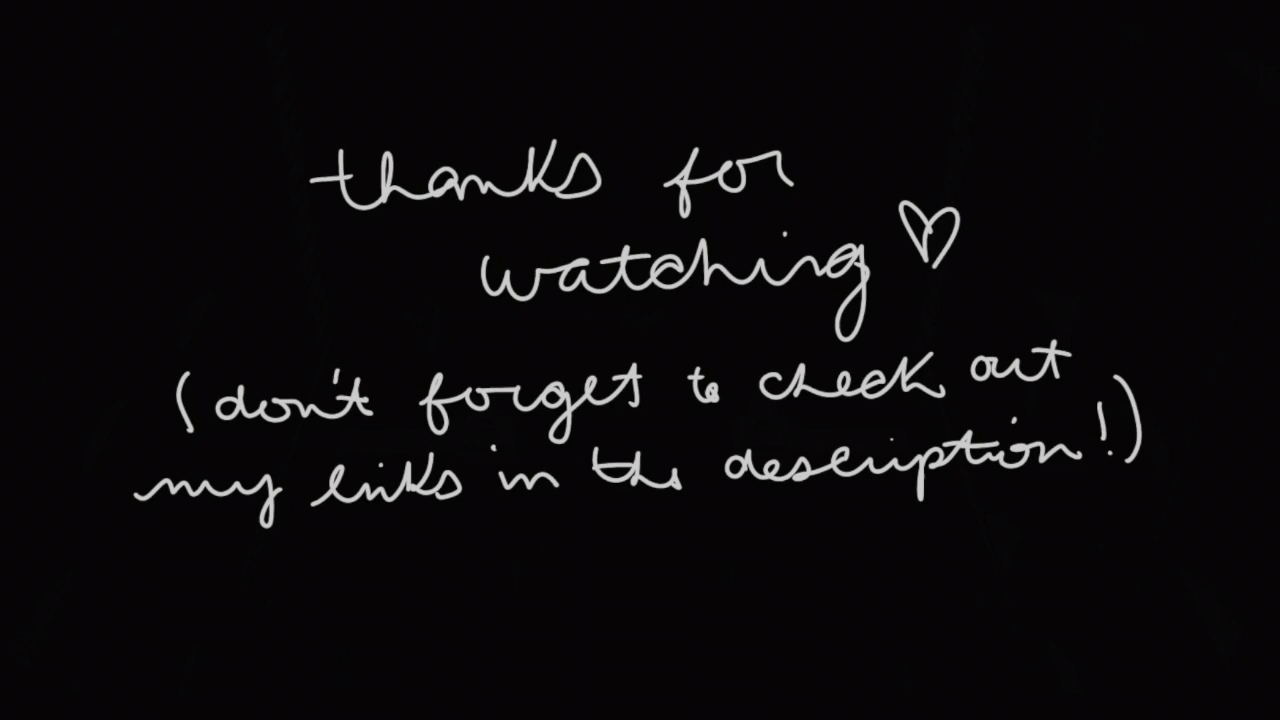 thanks for
watching ♡
(don't forget to check out
my links in the description!)